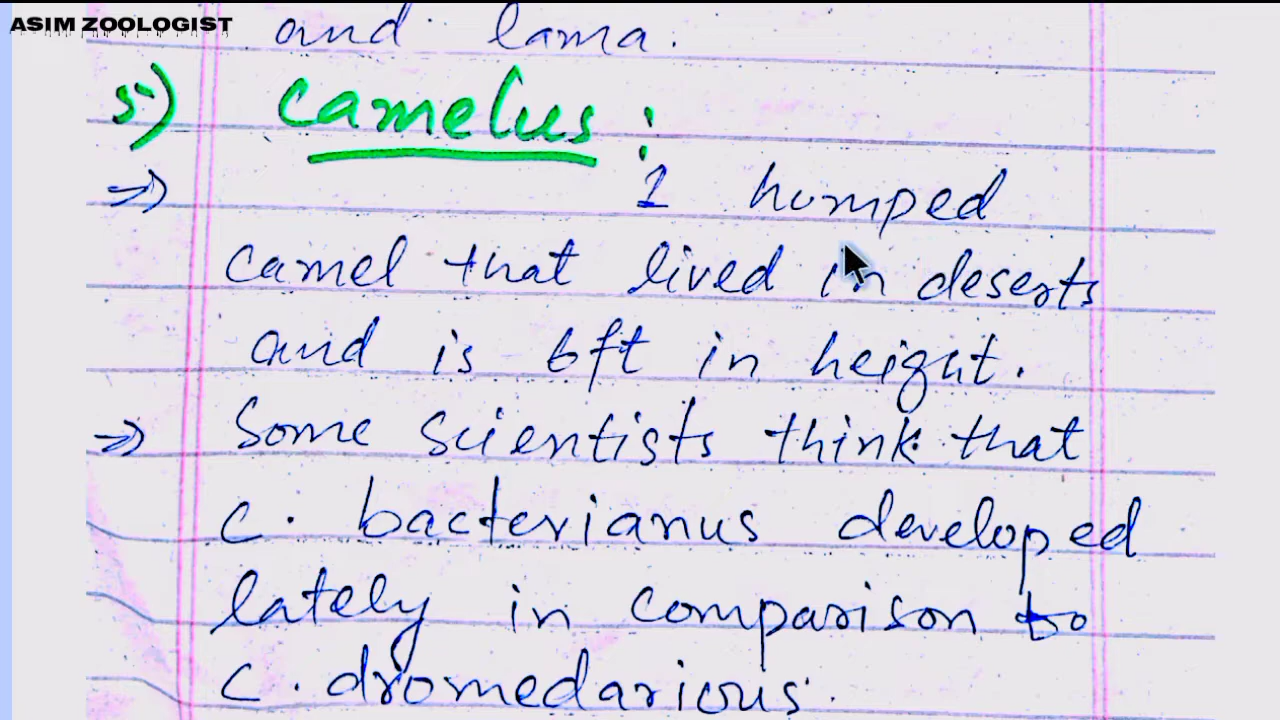 ASIM ZOOLOGIST
and lama.
5) Camelus:
⇒ 1 humped
camel that lived in deserts
and is 6ft in height.
⇒ Some scientists think that
C. bacterianus developed
lately in comparison to
C. dromedarious.